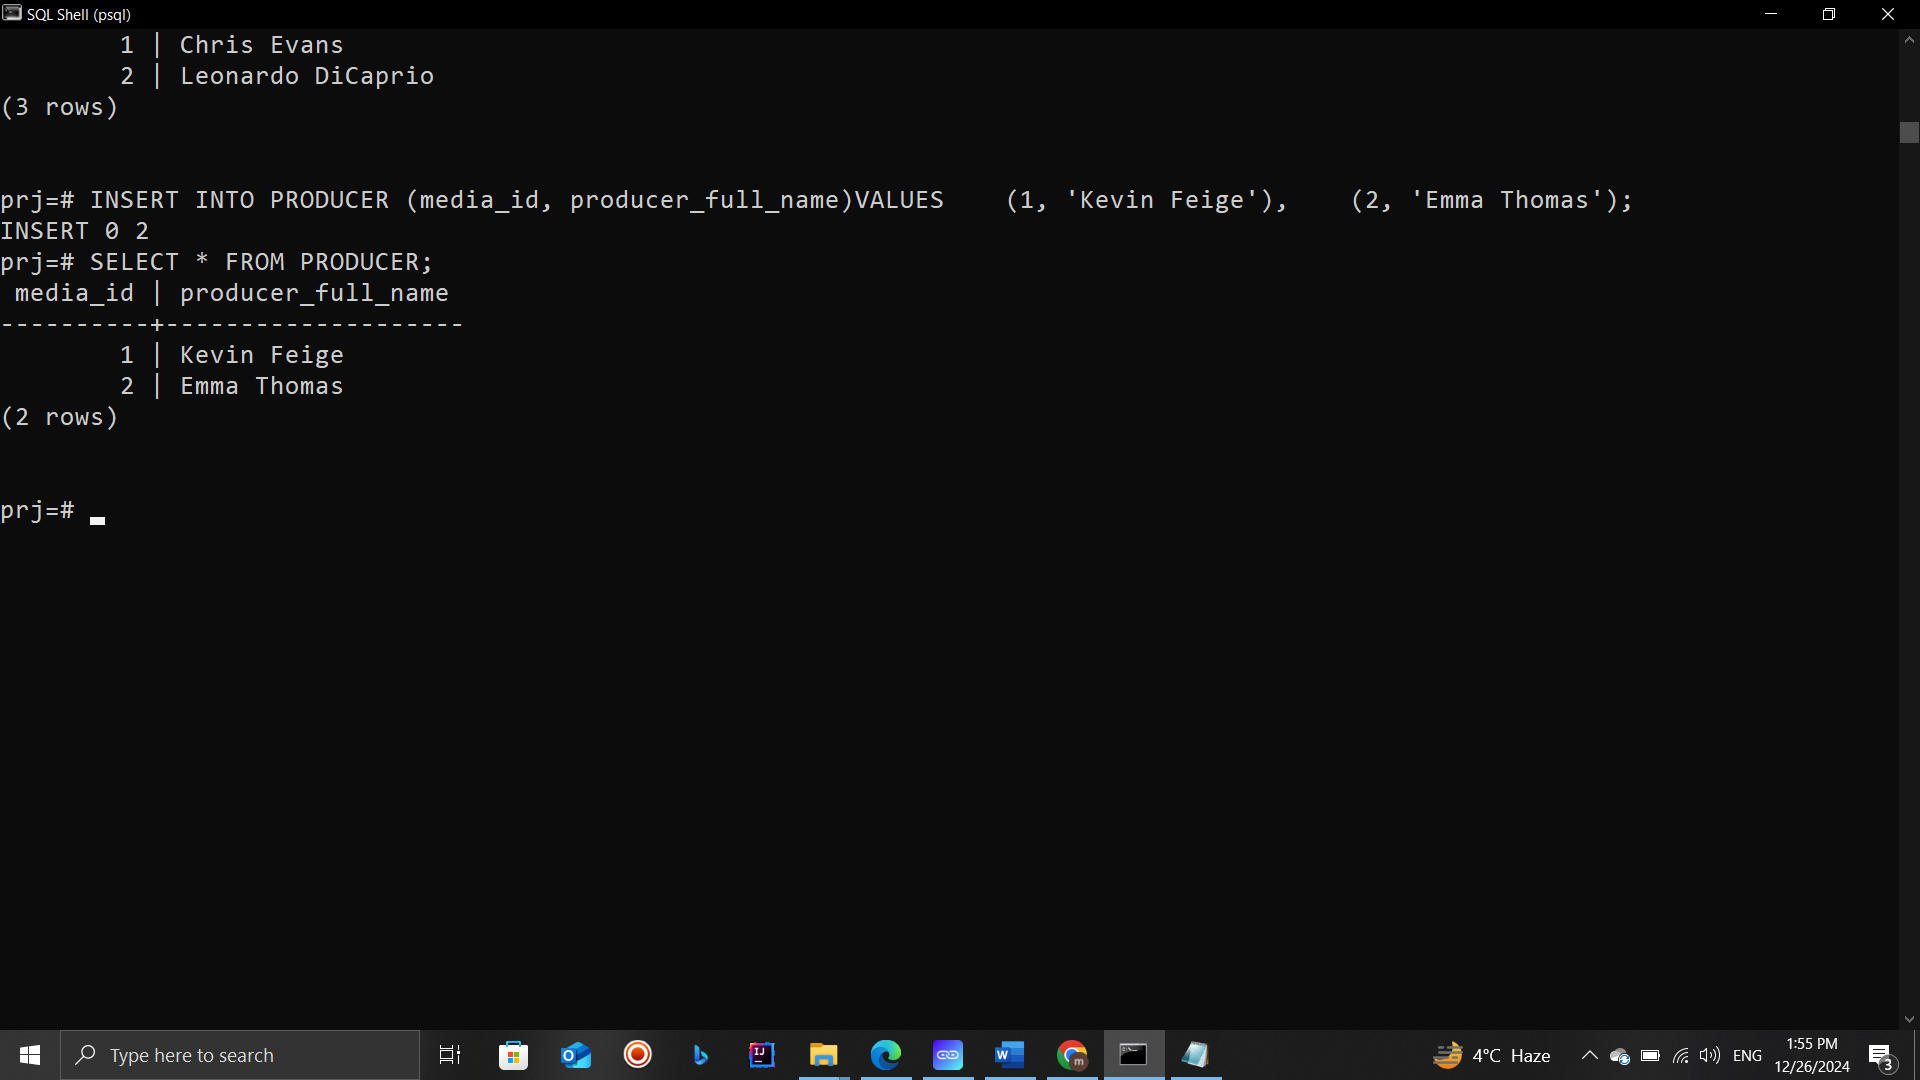 SQL Shell (psql)
1 | Chris Evans
2 | Leonardo DiCaprio
(3 rows)
prj=# INSERT INTO PRODUCER (media_id, producer_full_name)VALUES    (1, 'Kevin Feige'),    (2, 'Emma Thomas');
INSERT 0 2
prj=# SELECT * FROM PRODUCER;
media_id | producer_full_name
----------+--------------------
1 | Kevin Feige
2 | Emma Thomas
(2 rows)
prj=#
Type here to search
4°C Haze
ENG
1:55 PM
12/26/2024
3